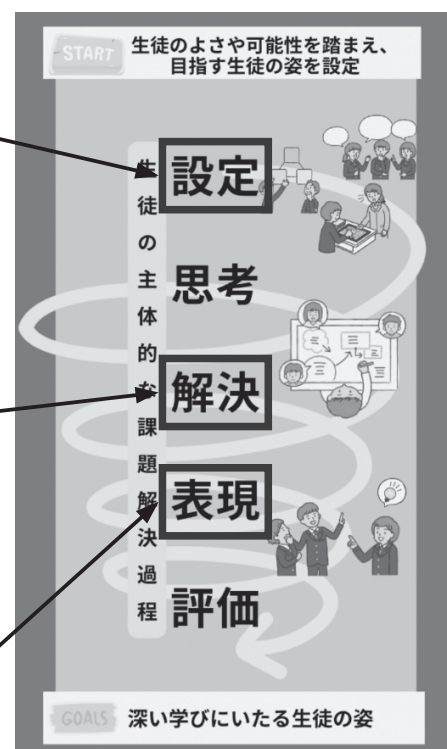 START
生徒のよさや可能性を踏まえ、
目指す生徒の姿を設定
生徒の主体的な課題解決過程
設定
思考
解決
表現
評価
GOALS
深い学びにいたる生徒の姿